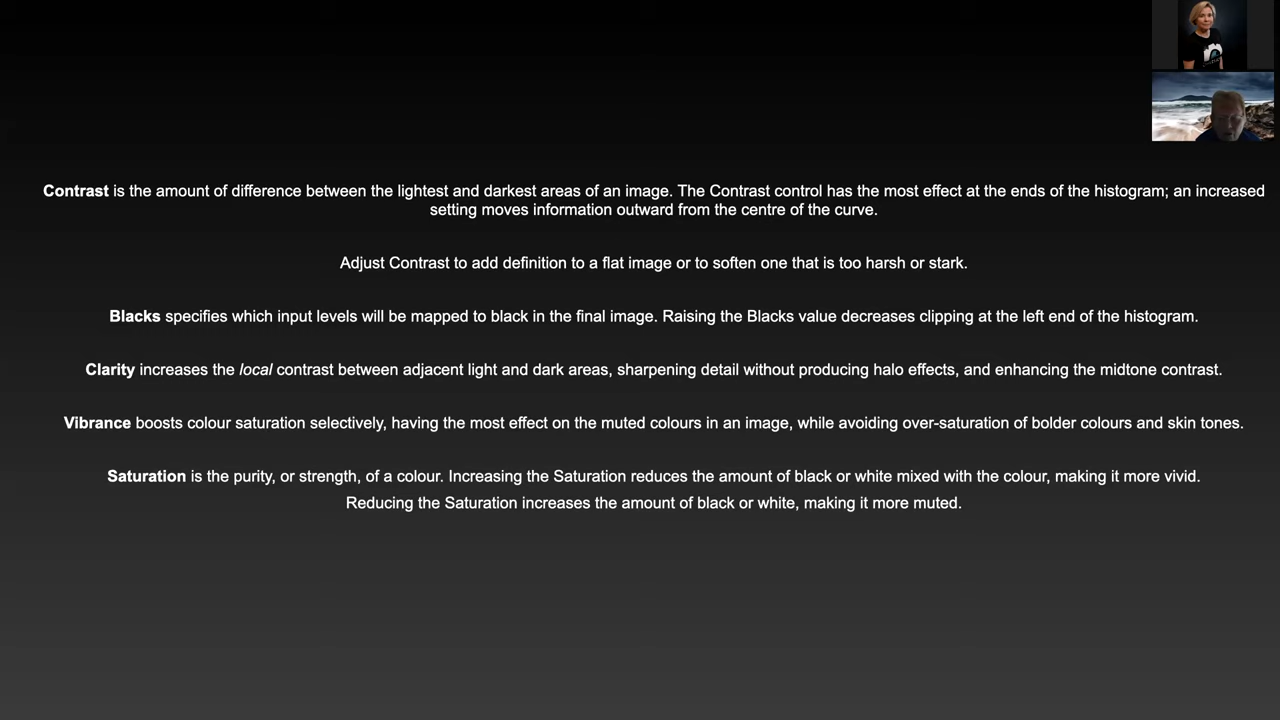 Contrast is the amount of difference between the lightest and darkest areas of an image. The Contrast control has the most effect at the ends of the histogram; an increased
setting moves information outward from the centre of the curve.
Adjust Contrast to add definition to a flat image or to soften one that is too harsh or stark.
Blacks specifies which input levels will be mapped to black in the final image. Raising the Blacks value decreases clipping at the left end of the histogram.
Clarity increases the local contrast between adjacent light and dark areas, sharpening detail without producing halo effects, and enhancing the midtone contrast.
Vibrance boosts colour saturation selectively, having the most effect on the muted colours in an image, while avoiding over-saturation of bolder colours and skin tones.
Saturation is the purity, or strength, of a colour. Increasing the Saturation reduces the amount of black or white mixed with the colour, making it more vivid.
Reducing the Saturation increases the amount of black or white, making it more muted.